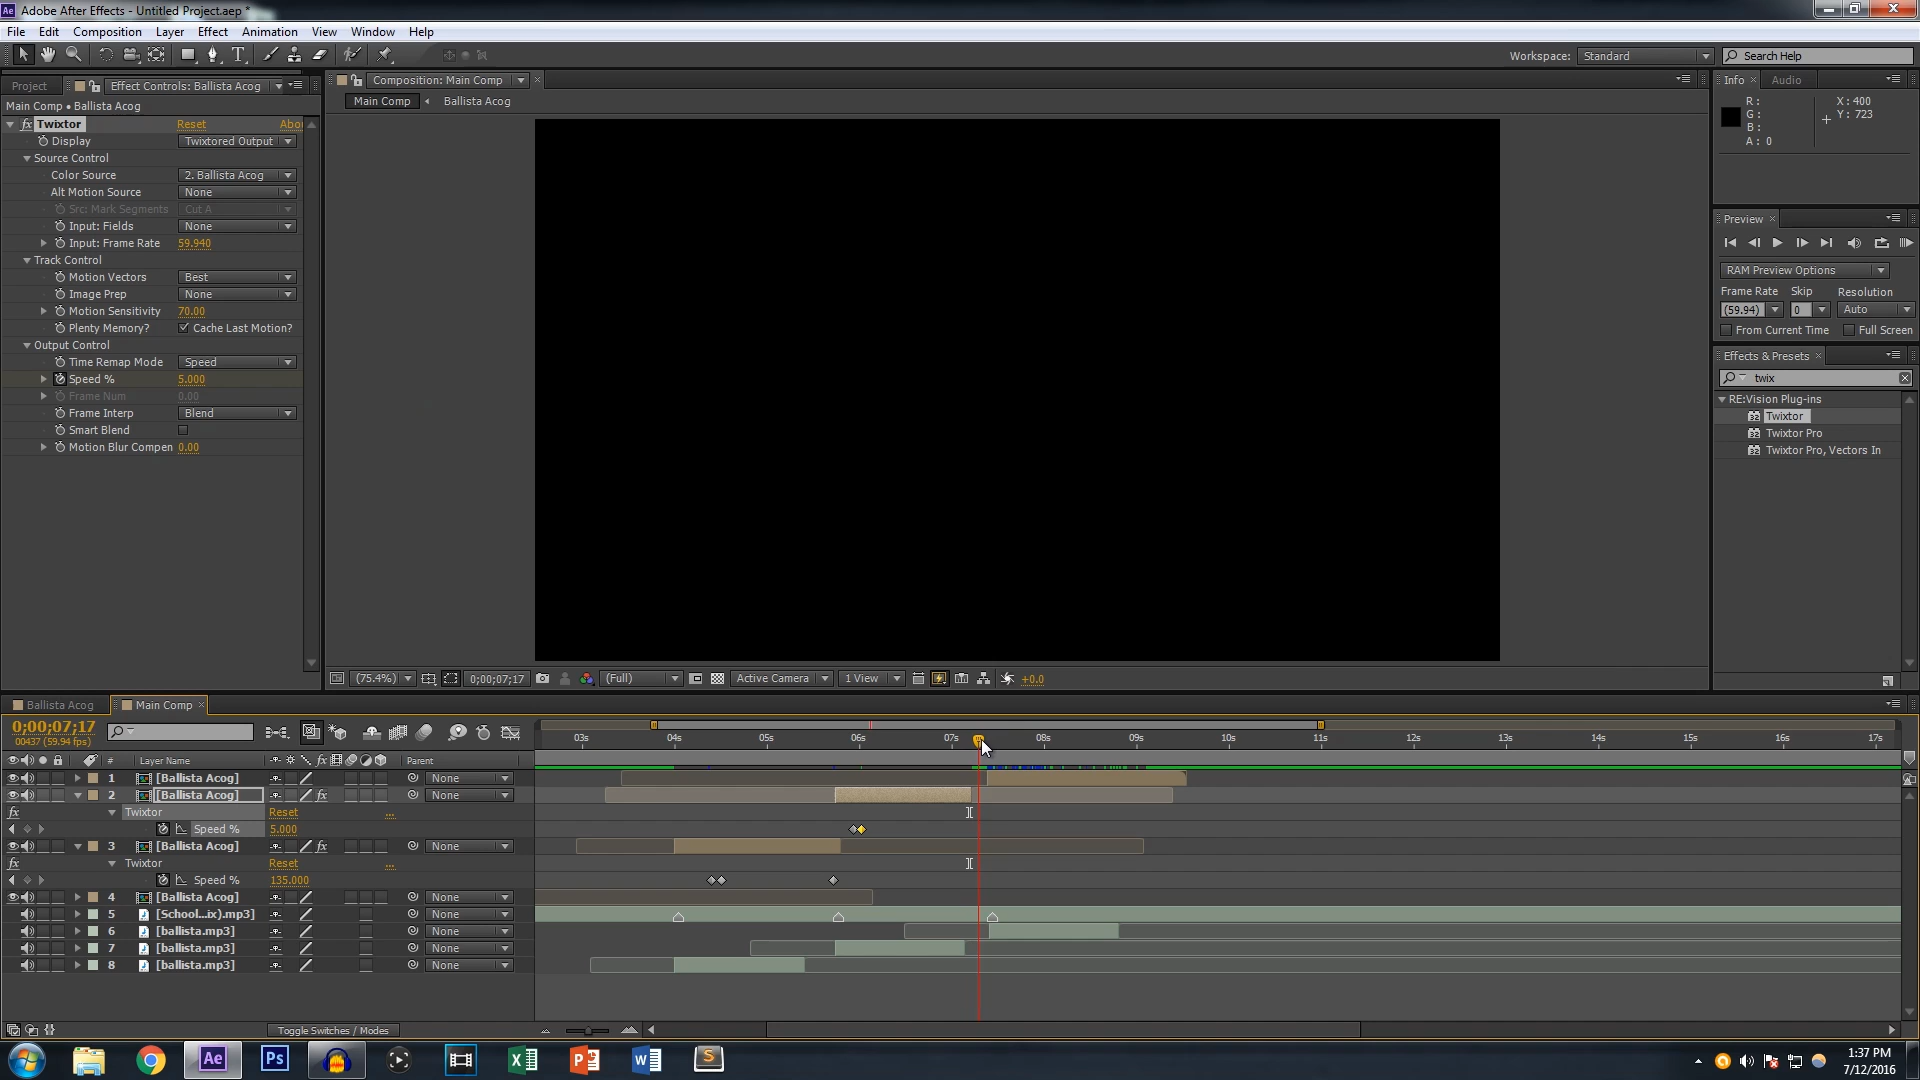 Ae Adobe After Effects - Untitled Project.aep *
File Edit Composition Layer Effect Animation View Window Help
Workspace: Standard Search Help
Project Effect Controls: Ballista Acog
Composition: Main Comp
Info Audio
Main Comp • Ballista Acog
Main Comp Ballista Acog
R: X: 400
G: Y: 723
B:
A: 0
fx Twixtor Reset Abou
Display Twixtored Output
Source Control
Color Source 2. Ballista Acog
Alt Motion Source None
Src: Mark Segments Cut A
Input: Fields None
Input: Frame Rate 59.940
Track Control
Motion Vectors Best
Image Prep None
Motion Sensitivity 70.00
Plenty Memory? Cache Last Motion?
Output Control
Time Remap Mode Speed
Speed % 5.000
Frame Num 0.00
Frame Interp Blend
Smart Blend
Motion Blur Compen 0.00
Preview
RAM Preview Options
Frame Rate Skip Resolution
(59.94) 0 Auto
From Current Time Full Screen
Effects & Presets
twix
RE:Vision Plug-ins
Twixtor
Twixtor Pro
Twixtor Pro, Vectors In
(75.4%) 0;00;07;17 (Full) Active Camera 1 View +0.0
Ballista Acog Main Comp
0;00;07;17
00437 (59.94 fps)
03s 04s 05s 06s 07s 08s 09s 10s 11s 12s 13s 14s 15s 16s 17s
# Layer Name fx Parent
1 [Ballista Acog] None
2 [Ballista Acog] fx None
fx Twixtor Reset ...
Speed % 5.000
3 [Ballista Acog] fx None
fx Twixtor Reset ...
Speed % 135.000
4 [Ballista Acog] None
5 [School...ix).mp3] None
6 [ballista.mp3] None
7 [ballista.mp3] None
8 [ballista.mp3] None
Toggle Switches / Modes
Ae Ps S
1:37 PM
7/12/2016